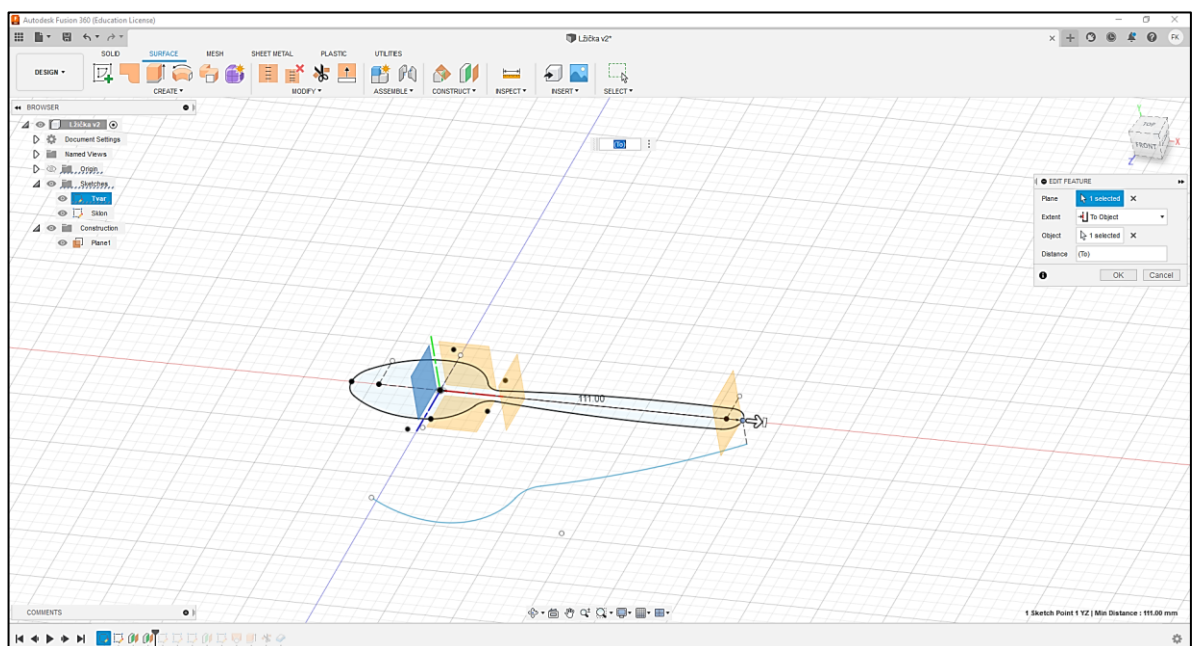 Autodesk Fusion 360 (Education License)
Lžička v2*
FK
SOLID SURFACE MESH SHEET METAL PLASTIC UTILITIES
DESIGN
CREATE MODIFY ASSEMBLE CONSTRUCT INSPECT INSERT SELECT
BROWSER
Lžička v2
Document Settings
Named Views
Origin
Sketches
Tvar
Sklon
Construction
Plane1
(To)
Y
TOP
FRONT
X
Z
EDIT FEATURE
Plane 1 selected
Extent To Object
Object 1 selected
Distance (To)
OK Cancel
111.00
COMMENTS
1 Sketch Point 1 YZ | Min Distance : 111.00 mm